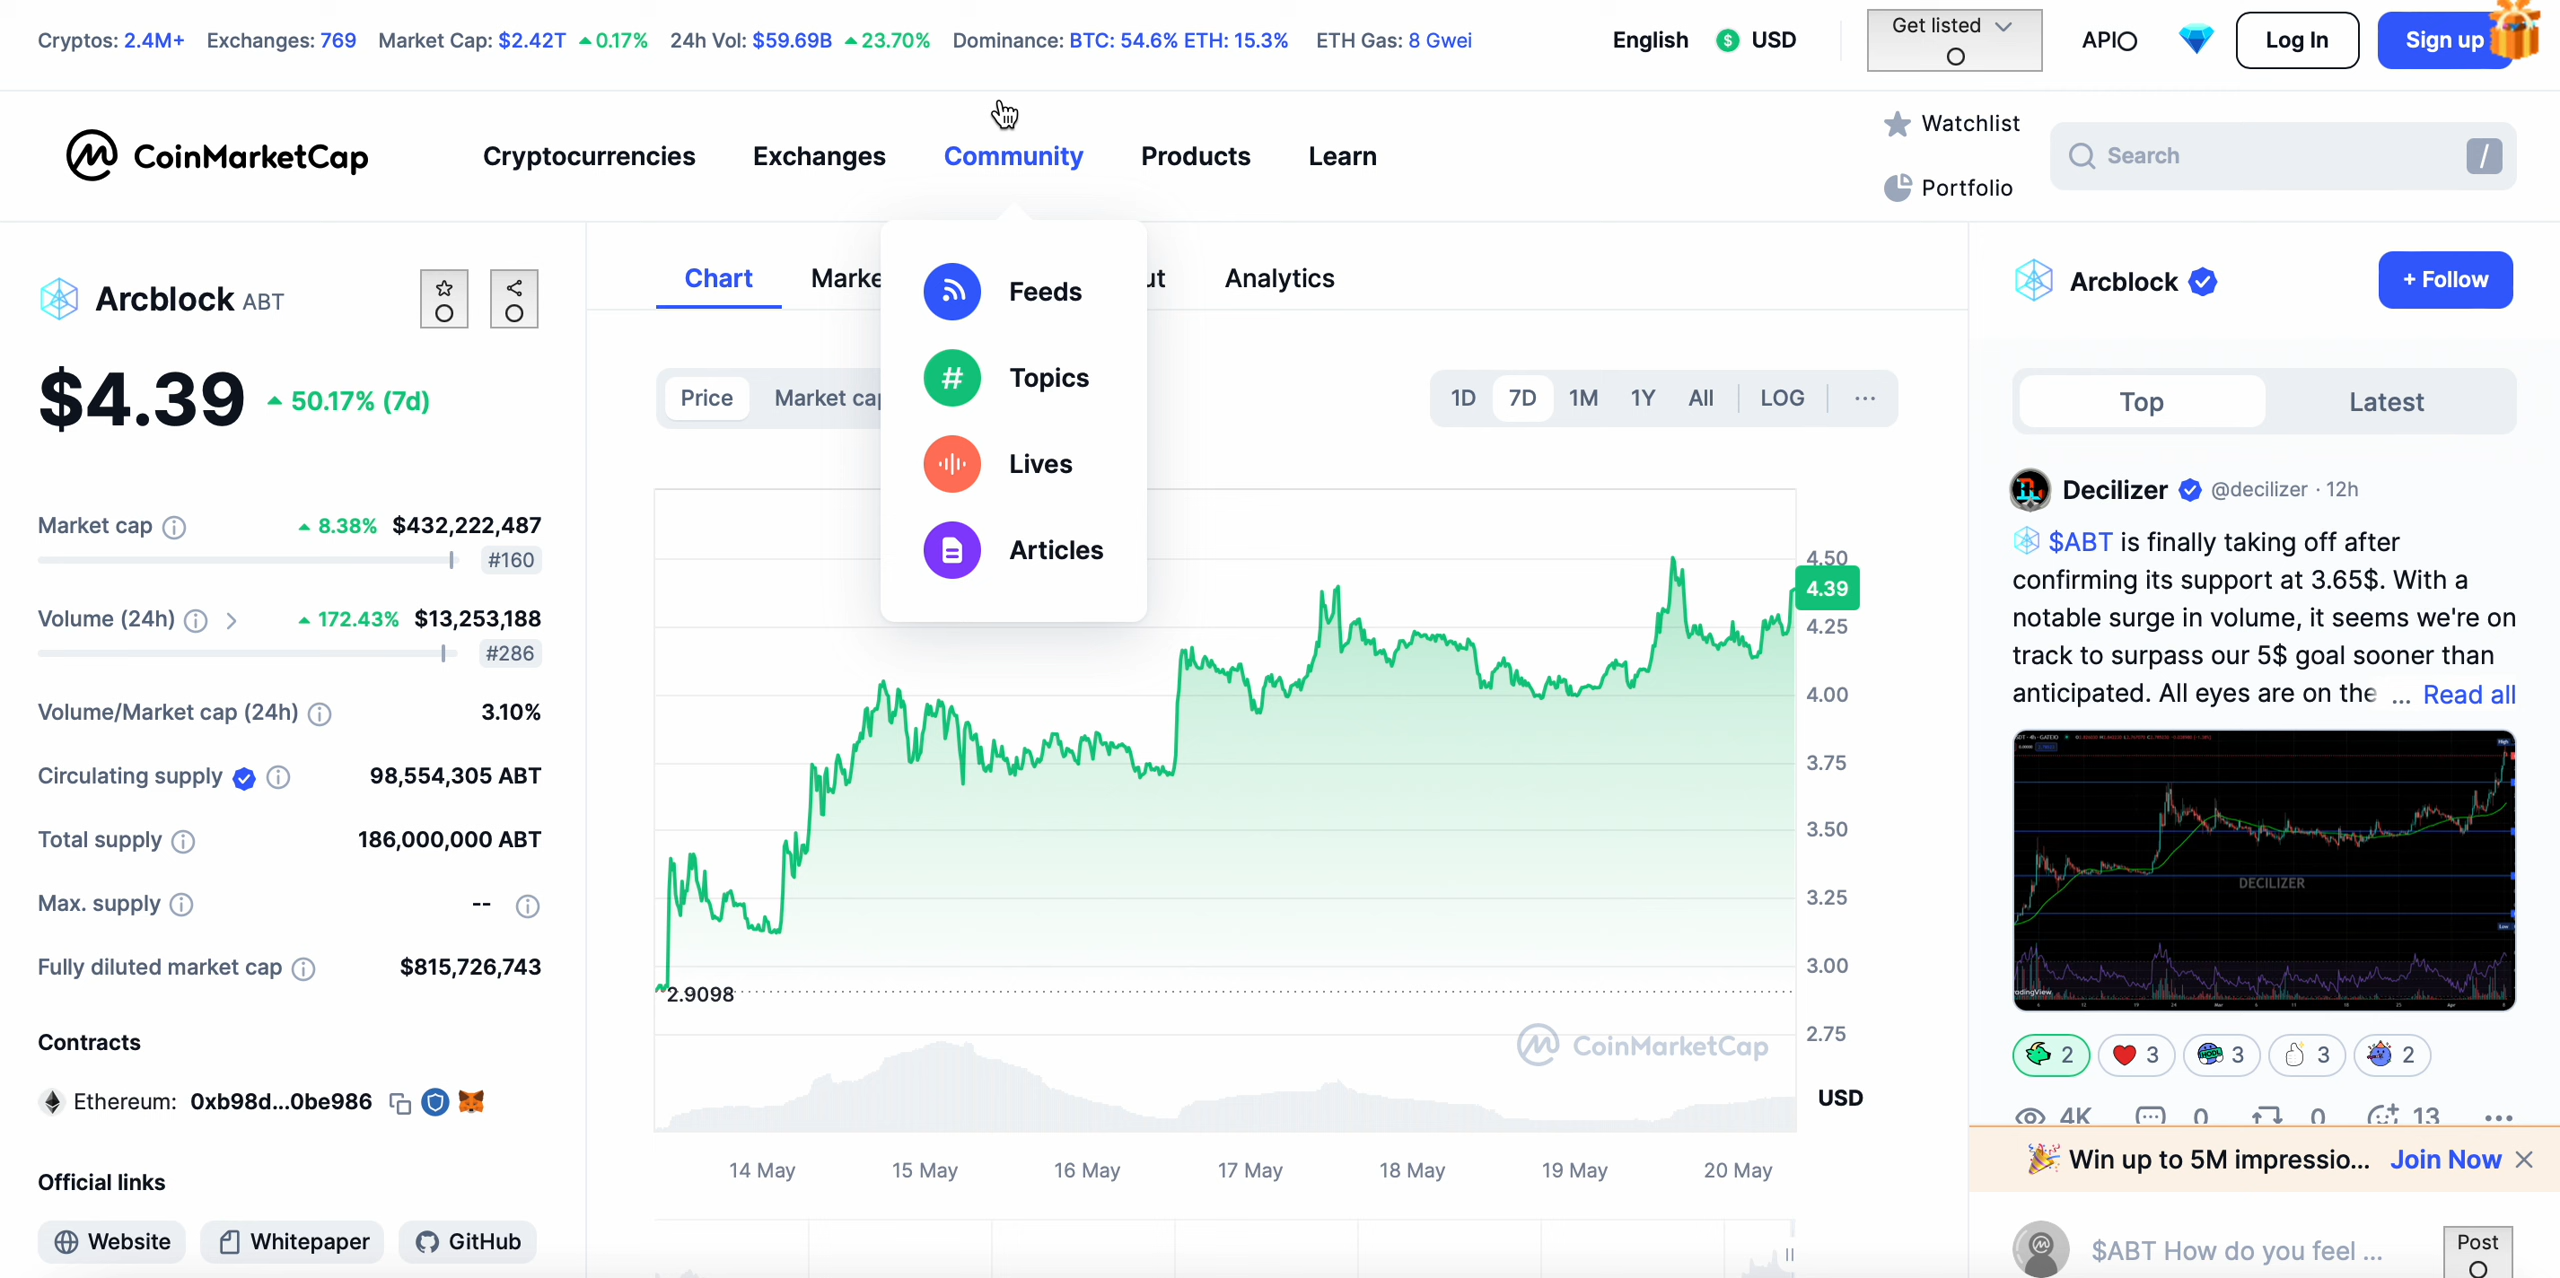 Cryptos: 2.4M+ Exchanges: 769 Market Cap: $2.42T 0.17% 24h Vol: $59.69B 23.70% Dominance: BTC: 54.6% ETH: 15.3% ETH Gas: 8 Gwei
English $ USD Get listed API Log In Sign up
CoinMarketCap Cryptocurrencies Exchanges Community Products Learn
Watchlist
Portfolio
Search /
Arcblock ABT
$4.39 50.17% (7d)
Market cap 8.38% $432,222,487
#160
Volume (24h) 172.43% $13,253,188
#286
Volume/Market cap (24h) 3.10%
Circulating supply 98,554,305 ABT
Total supply 186,000,000 ABT
Max. supply --
Fully diluted market cap $815,726,743
Contracts
Ethereum: 0xb98d...0be986
Official links
Website Whitepaper GitHub
Chart Marke ut Analytics
Feeds
Topics
Lives
Articles
Price Market cap
1D 7D 1M 1Y All LOG ...
4.50
4.39
4.25
4.00
3.75
3.50
3.25
3.00
2.9098
2.75
CoinMarketCap
USD
14 May 15 May 16 May 17 May 18 May 19 May 20 May
Arcblock + Follow
Top Latest
Decilizer @decilizer · 12h
$ABT is finally taking off after
confirming its support at 3.65$. With a
notable surge in volume, it seems we're on
track to surpass our 5$ goal sooner than
anticipated. All eyes are on the ... Read all
DECILIZER
2 3 3 3 2
4K 0 0 13 ...
Win up to 5M impressio... Join Now
$ABT How do you feel ... Post